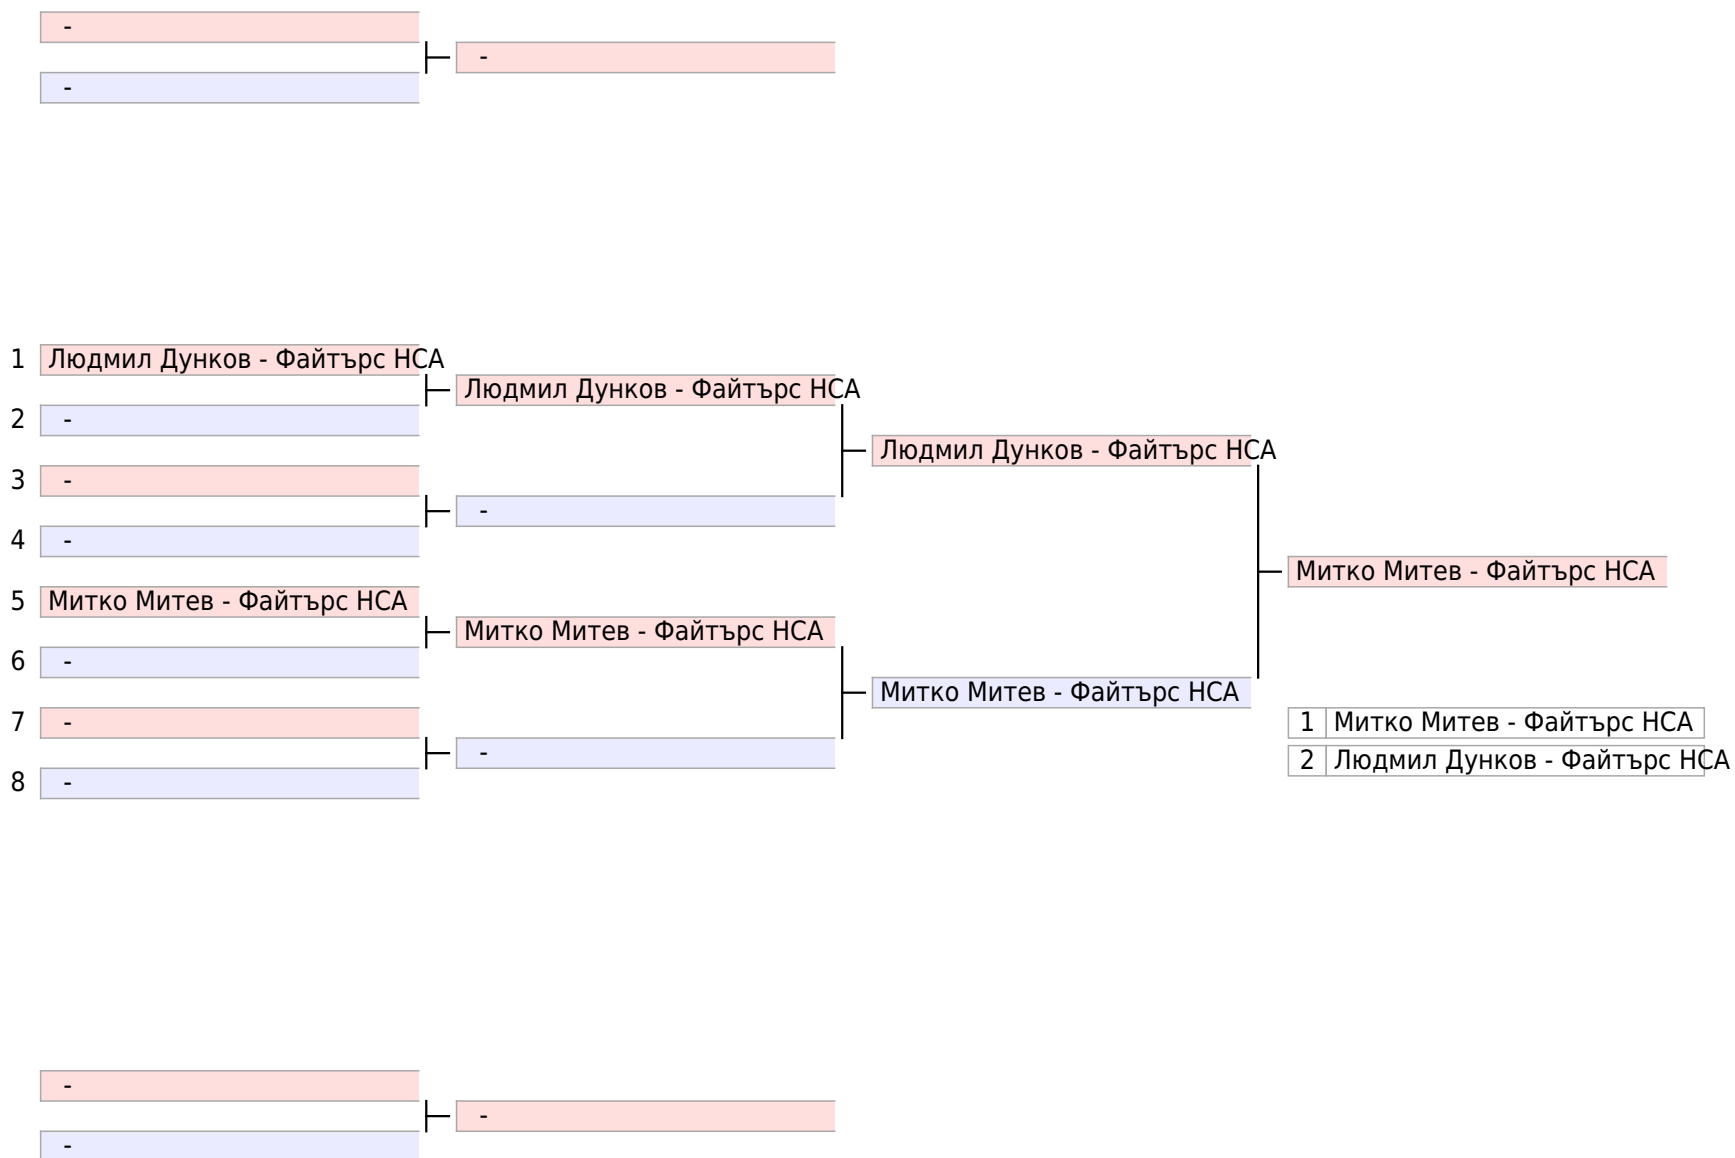 -
-
-
1 Людмил Дунков - Файтърс НСА
Людмил Дунков - Файтърс НСА
2 -
Людмил Дунков - Файтърс НСА
3 -
-
4 -
Митко Митев - Файтърс НСА
5 Митко Митев - Файтърс НСА
Митко Митев - Файтърс НСА
6 -
Митко Митев - Файтърс НСА
7 -
1 Митко Митев - Файтърс НСА
-
2 Людмил Дунков - Файтърс НСА
8 -
-
-
-